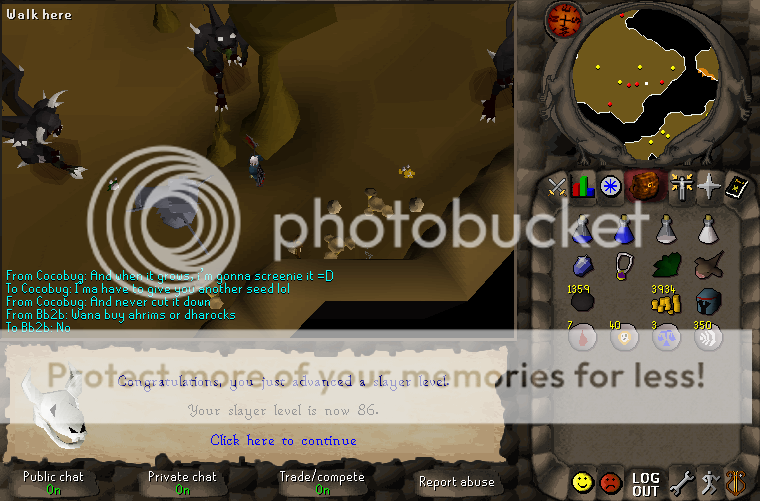 Walk here
photobucket
From Cocobug: And when it grous, i'm gonna screenie it =D
To Cocobug: I'ma have to give you another seed lol
From Cocobug: And never cut it down
From Bb2b: Wana buy ahrims or dharocks
To Bb2b: No
1359
3934
7
40
3
350
Protect more of your memories for less!
Congratulations, you just advanced a slayer level.
Your slayer level is now 86.
Click here to continue
Public chat
On
Private chat
On
Trade/compete
On
Report abuse
LOG
OUT